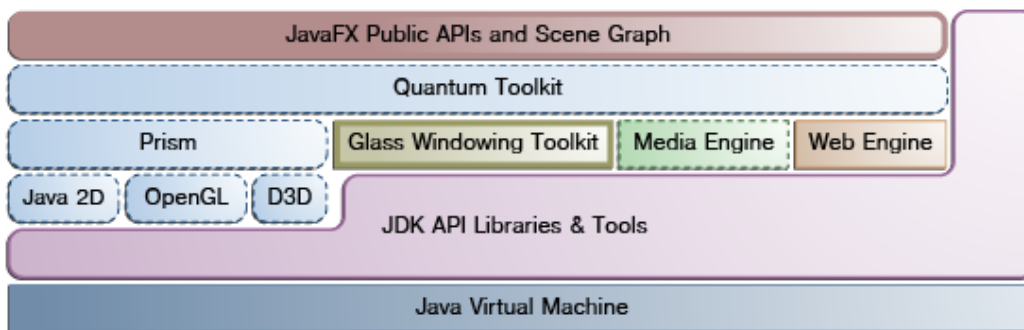 JavaFX Public APIs and Scene Graph
Quantum Toolkit
Prism
Glass Windowing Toolkit
Media Engine
Web Engine
Java 2D
OpenGL
D3D
JDK API Libraries & Tools
Java Virtual Machine